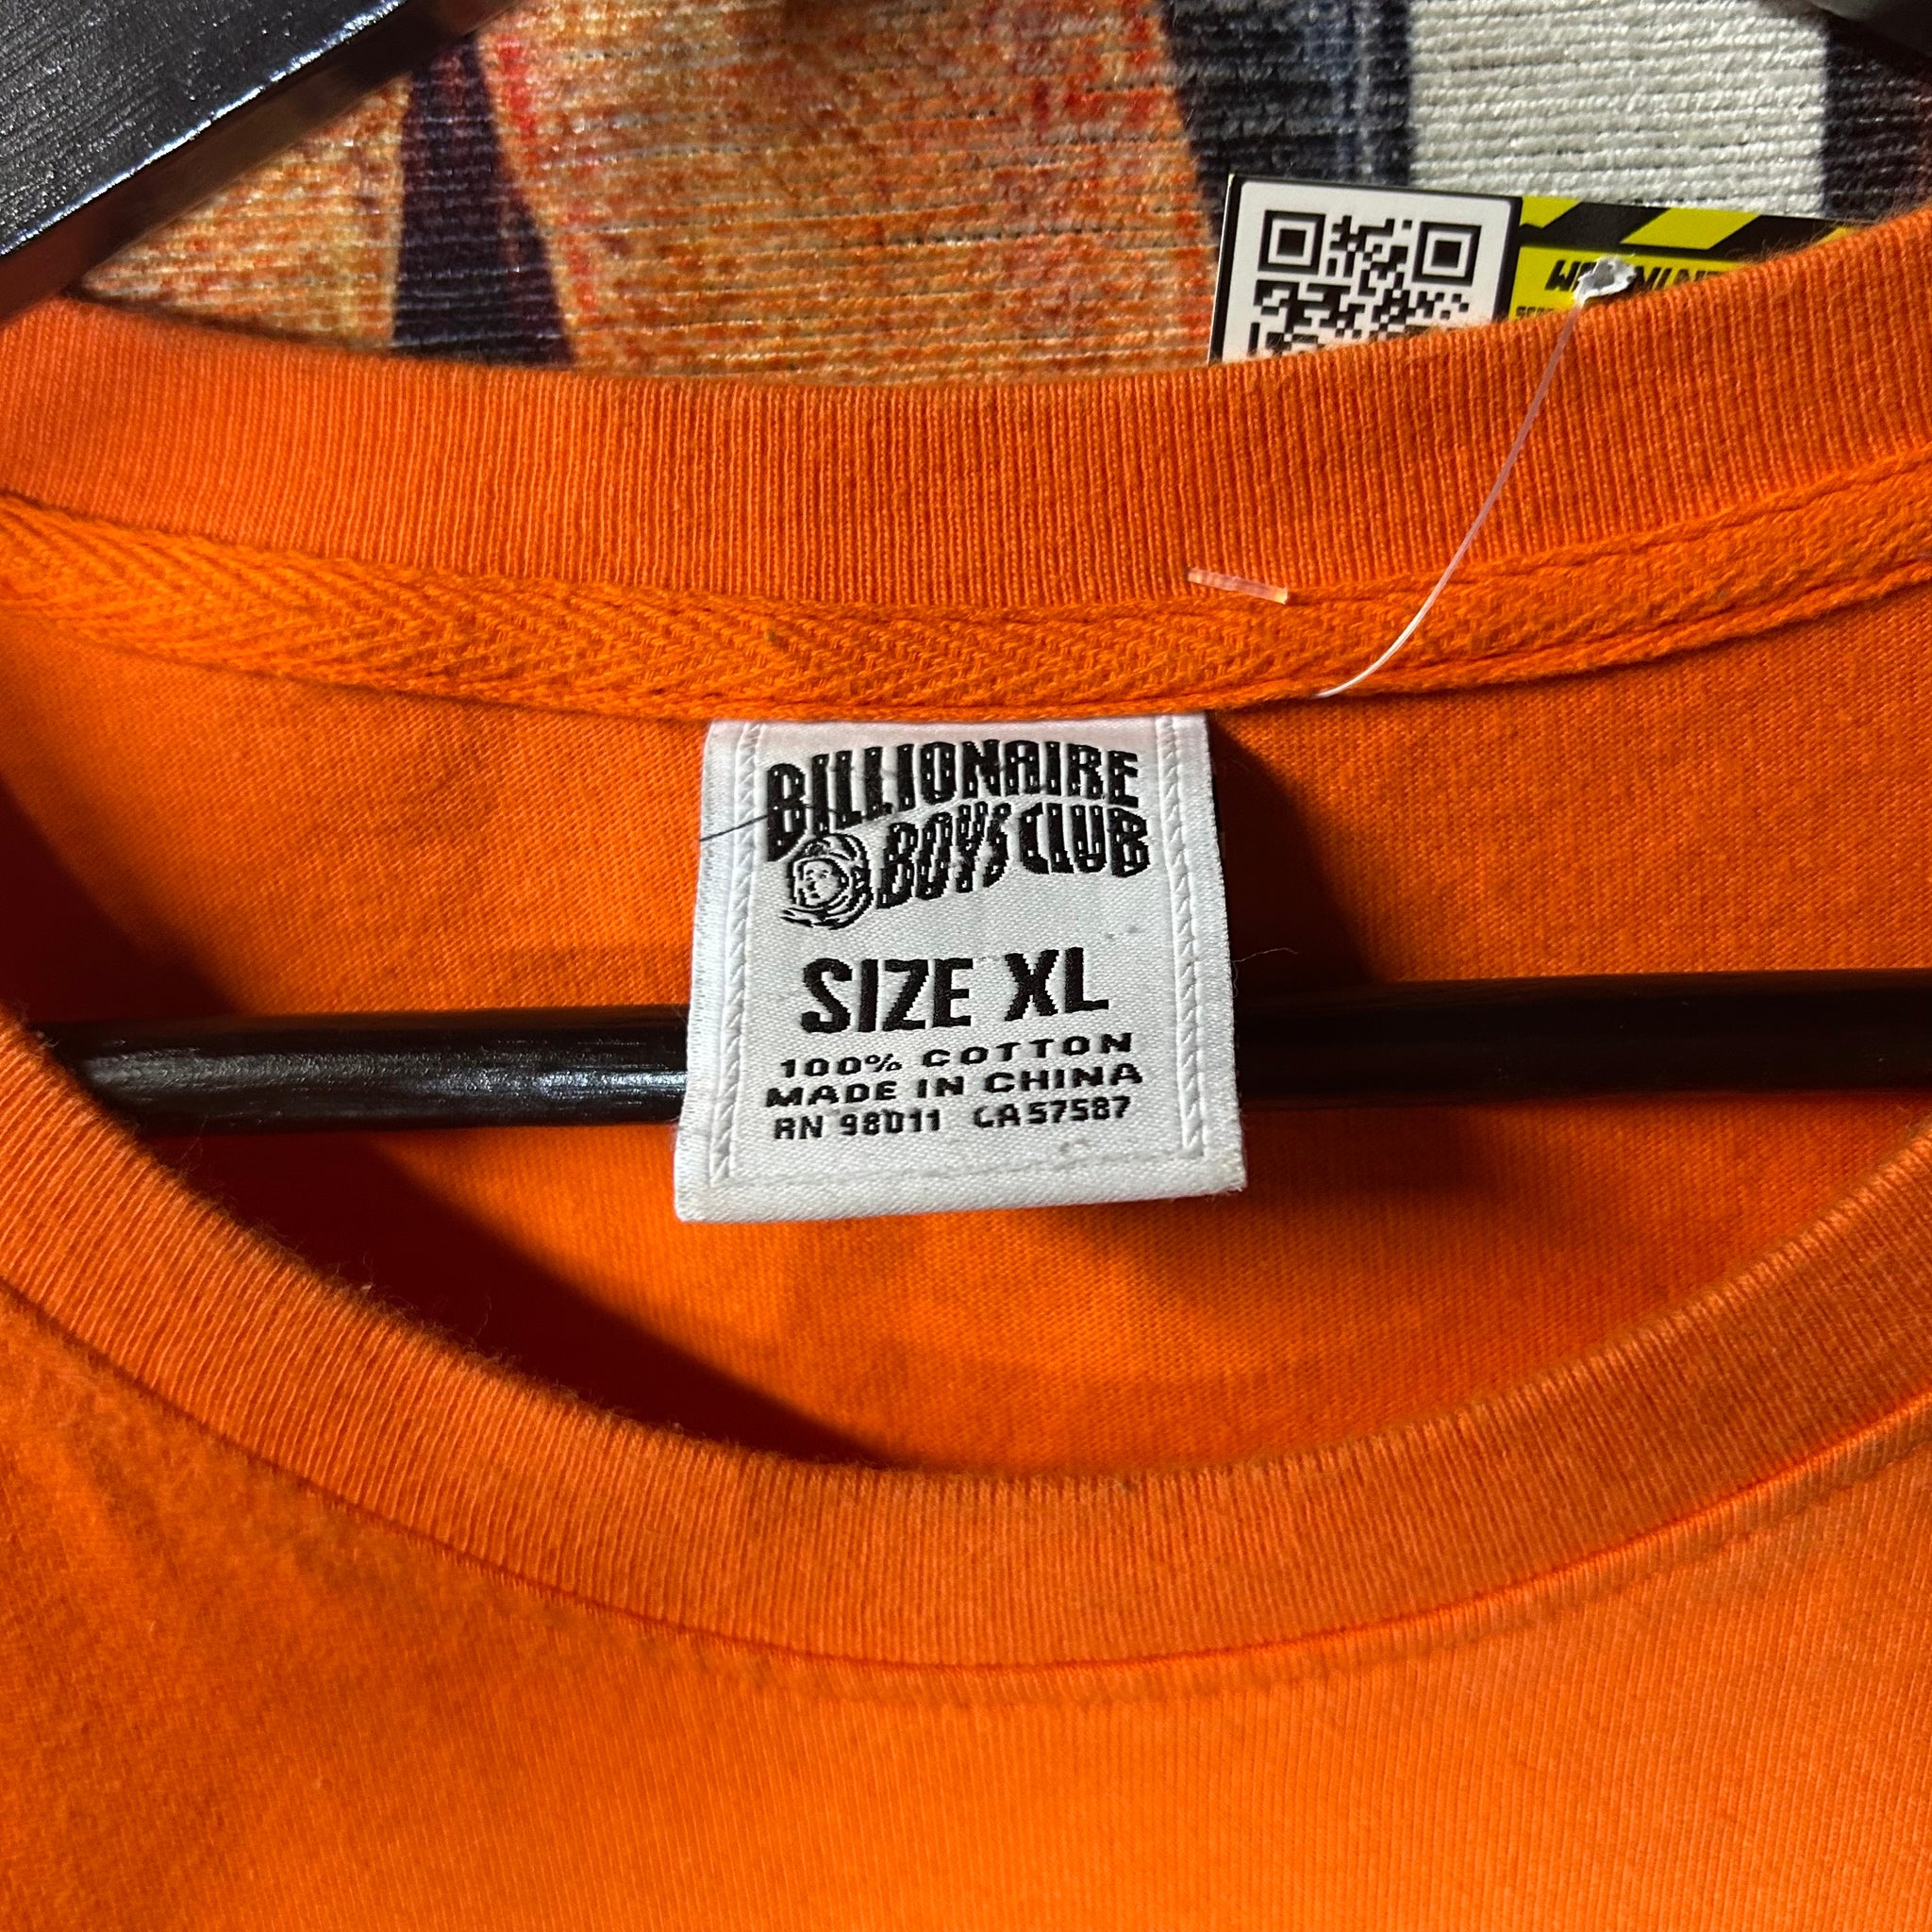 BILLIONAIRE
BOYS CLUB
SIZE XL
100% COTTON
MADE IN CHINA
RN 98011 CA57587